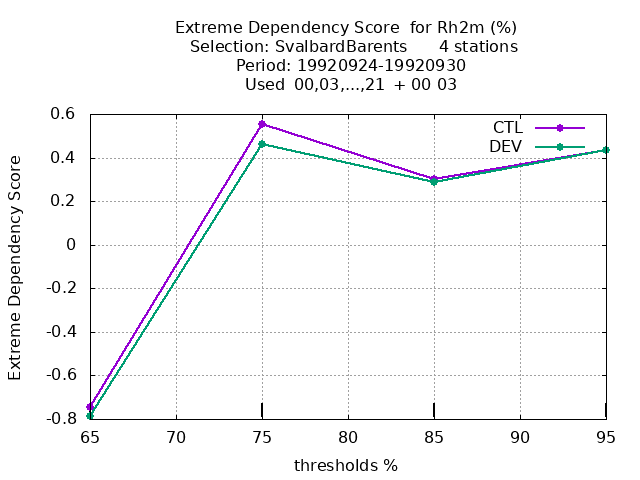 Extreme Dependency Score for Rh2m (%)
Selection: SvalbardBarents 4 stations
Period: 19920924-19920930
Used 00,03,...,21 + 00 03
CTL
DEV
Extreme Dependency Score
0.6
0.4
0.2
0
-0.2
-0.4
-0.6
-0.8
65 70 75 80 85 90 95
thresholds %